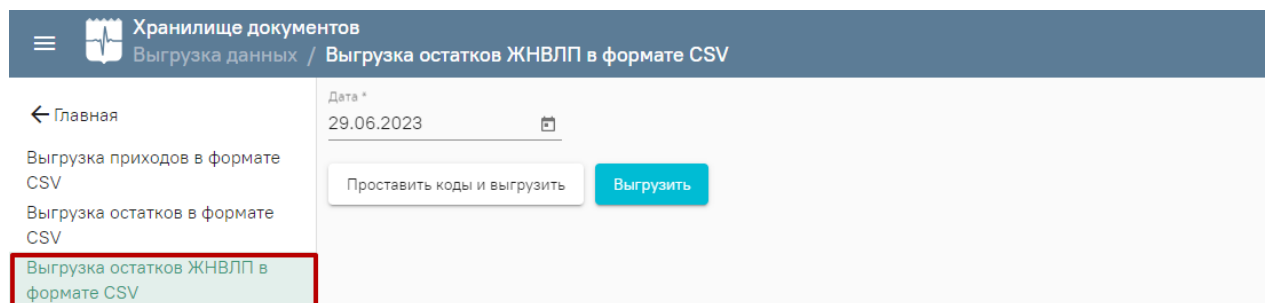 Хранилище документов
Выгрузка данных / Выгрузка остатков ЖНВЛП в формате CSV
Главная
Выгрузка приходов в формате
CSV
Выгрузка остатков в формате
CSV
Выгрузка остатков ЖНВЛП в
формате CSV
Дата *
29.06.2023
Проставить коды и выгрузить
Выгрузить